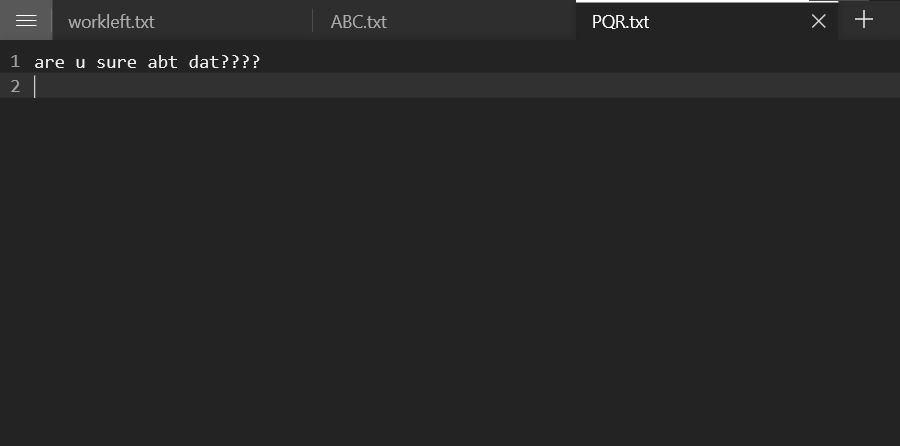 workleft.txt ABC.txt PQR.txt
1 are u sure abt dat????
2